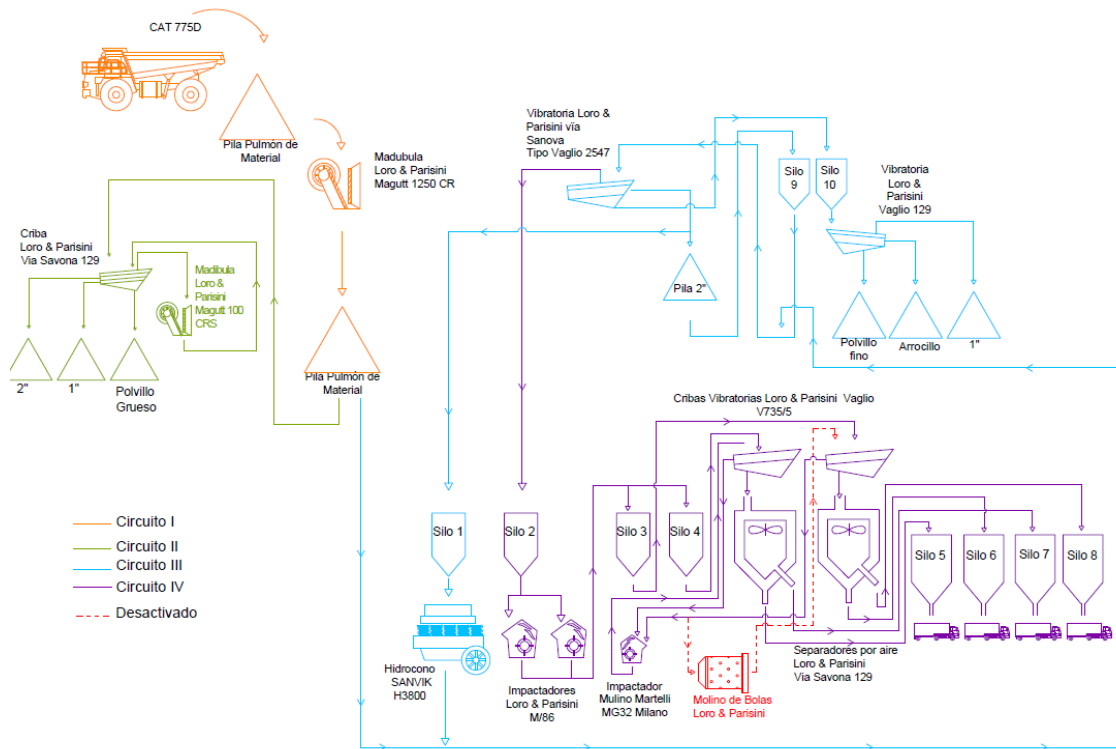 CAT 775D
Pila Pulmón de
Material
Madubula
Loro & Parisini
Magutt 1250 CR
Criba
Loro & Parisini
Via Savona 129
Madibula
Loro &
Parisini
Magutt 100
CRS
2"
1"
Polvillo
Grueso
Pila Pulmón de
Material
Vibratoria Loro &
Parisini vïa
Sanova
Tipo Vaglio 2547
Silo
9
Silo
10
Vibratoria
Loro &
Parisini
Vaglio 129
Pila 2"
Polvillo
fino
Arrocillo
1"
Cribas Vibratorias Loro & Parisini Vaglio
V735/5
Circuito I
Circuito II
Circuito III
Circuito IV
Desactivado
Silo 1
Silo 2
Silo 3
Silo 4
Silo 5
Silo 6
Silo 7
Silo 8
Hidrocono
SANVIK
H3800
Impactadores
Loro & Parisini
M/86
Impactador
Mulino Martelli
MG32 Milano
Molino de Bolas
Loro & Parisini
Separadores por aire
Loro & Parisini
Via Savona 129